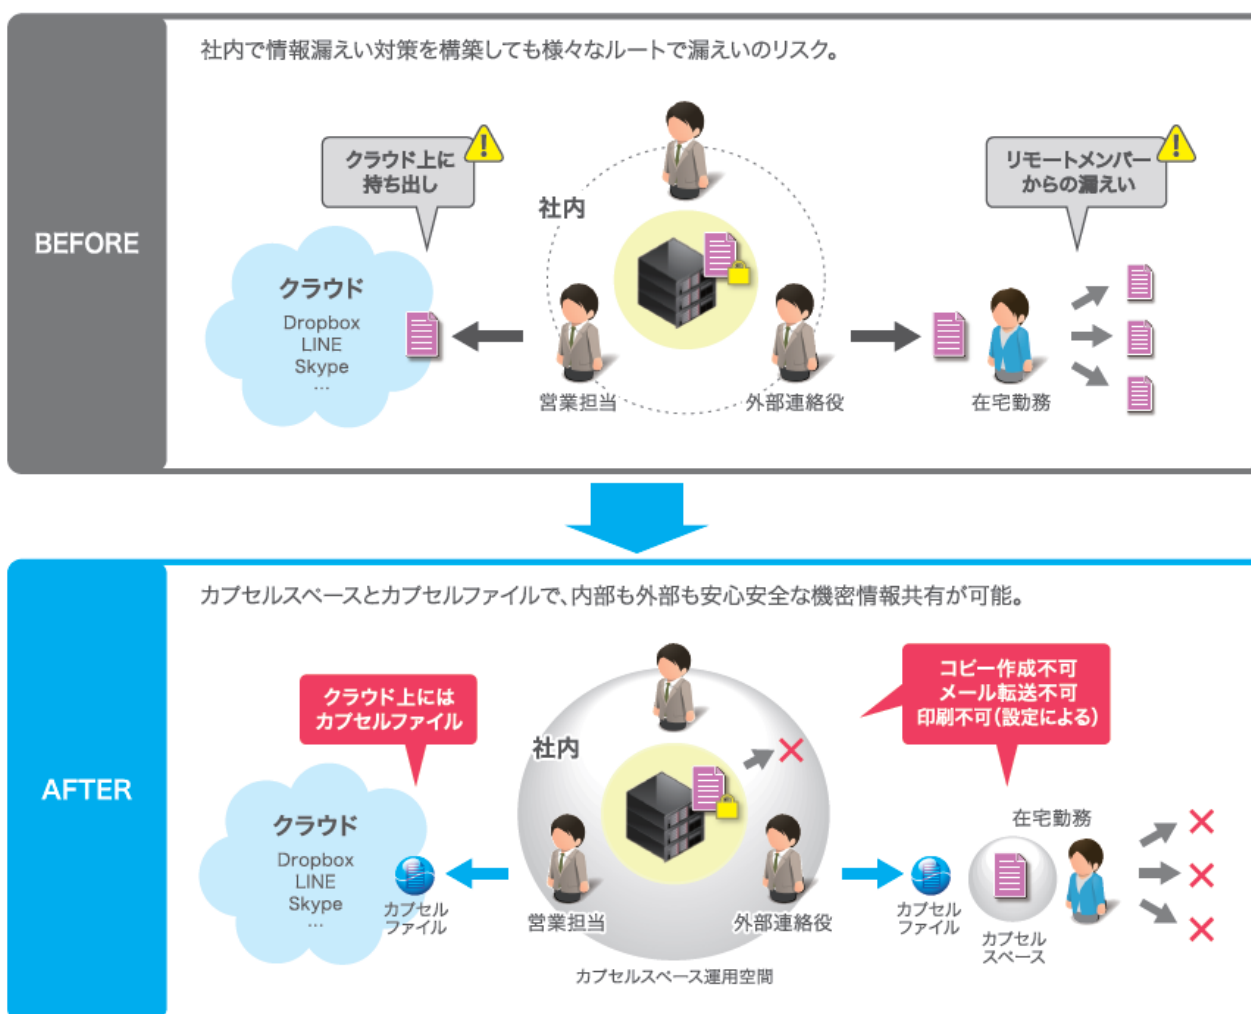 社内で情報漏えい対策を構築しても様々なルートで漏えいのリスク。
クラウド上に
持ち出し
リモートメンバー
からの漏えい
社内
BEFORE
クラウド
Dropbox
LINE
Skype
…
営業担当
外部連絡役
在宅勤務
カプセルスペースとカプセルファイルで、内部も外部も安心安全な機密情報共有が可能。
クラウド上には
カプセルファイル
コピー作成不可
メール転送不可
印刷不可(設定による)
社内
AFTER
クラウド
Dropbox
LINE
Skype
…
カプセル
ファイル
営業担当
外部連絡役
カプセルスペース運用空間
カプセル
ファイル
在宅勤務
カプセル
スペース